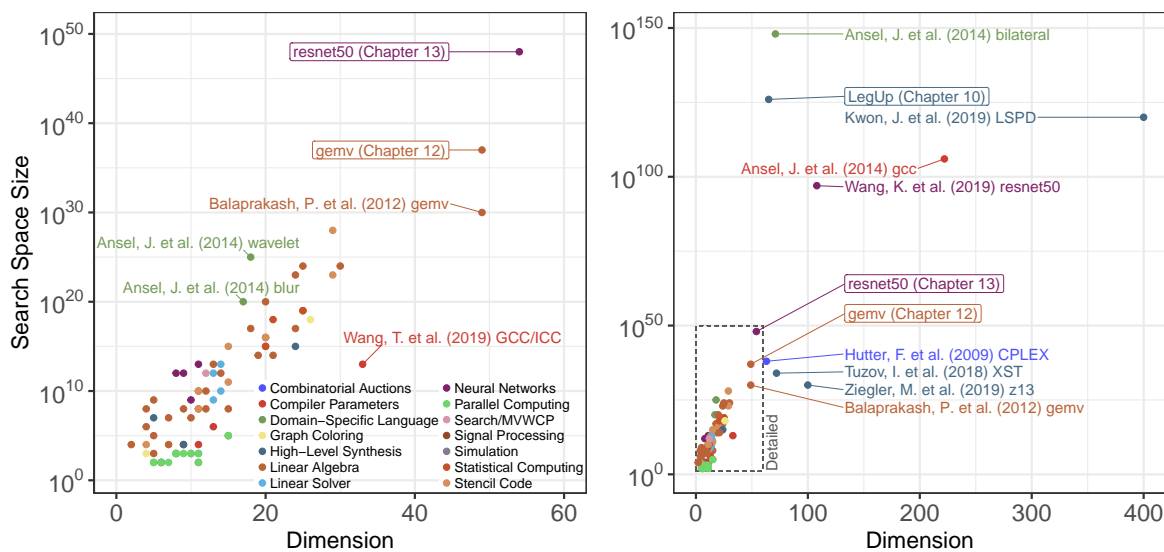 Search Space Size
10^50
10^40
10^30
10^20
10^10
10^0
resnet50 (Chapter 13)
gemv (Chapter 12)
Balaprakash, P. et al. (2012) gemv
Ansel, J. et al. (2014) wavelet
Ansel, J. et al. (2014) blur
Wang, T. et al. (2019) GCC/ICC
Combinatorial Auctions
Compiler Parameters
Domain−Specific Language
Graph Coloring
High−Level Synthesis
Linear Algebra
Linear Solver
Neural Networks
Parallel Computing
Search/MVWCP
Signal Processing
Simulation
Statistical Computing
Stencil Code
0 20 40 60
Dimension
10^150
10^100
10^50
10^0
Ansel, J. et al. (2014) bilateral
LegUp (Chapter 10)
Kwon, J. et al. (2019) LSPD
Ansel, J. et al. (2014) gcc
Wang, K. et al. (2019) resnet50
resnet50 (Chapter 13)
gemv (Chapter 12)
Hutter, F. et al. (2009) CPLEX
Tuzov, I. et al. (2018) XST
Ziegler, M. et al. (2019) z13
Balaprakash, P. et al. (2012) gemv
Detailed
0 100 200 300 400
Dimension